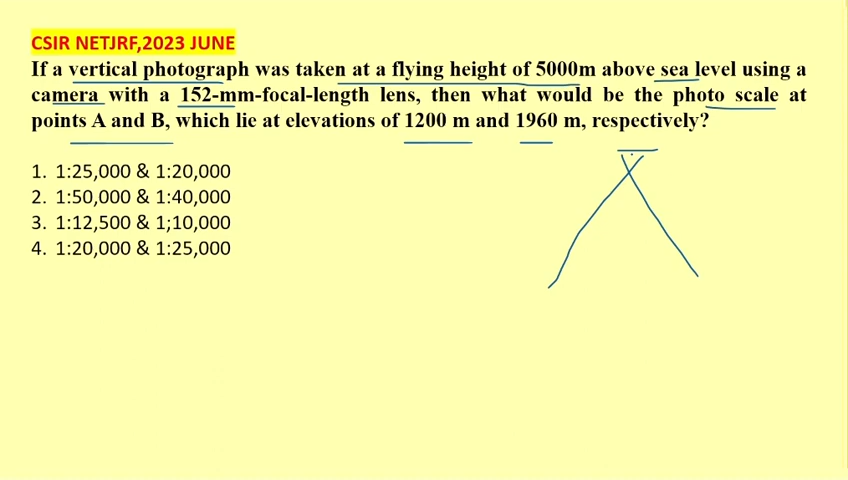 CSIR NETJRF,2023 JUNE
If a vertical photograph was taken at a flying height of 5000m above sea level using a
camera with a 152-mm-focal-length lens, then what would be the photo scale at
points A and B, which lie at elevations of 1200 m and 1960 m, respectively?
1. 1:25,000 & 1:20,000
2. 1:50,000 & 1:40,000
3. 1:12,500 & 1;10,000
4. 1:20,000 & 1:25,000